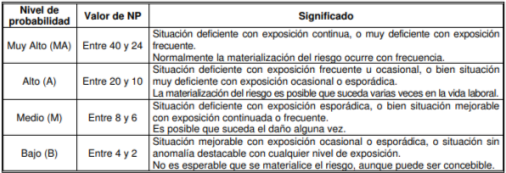 Nivel de probabilidad
Valor de NP
Significado
Muy Alto (MA)
Entre 40 y 24
Situación deficiente con exposición continua, o muy deficiente con exposición
frecuente.
Normalmente la materialización del riesgo ocurre con frecuencia.
Alto (A)
Entre 20 y 10
Situación deficiente con exposición frecuente u ocasional, o bien situación
muy deficiente con exposición ocasional o esporádica.
La materialización del riesgo es posible que suceda varias veces en la vida laboral.
Medio (M)
Entre 8 y 6
Situación deficiente con exposición esporádica, o bien situación mejorable
con exposición continuada o frecuente.
Es posible que suceda el daño alguna vez.
Bajo (B)
Entre 4 y 2
Situación mejorable con exposición ocasional o esporádica, o situación sin
anomalía destacable con cualquier nivel de exposición.
No es esperable que se materialice el riesgo, aunque puede ser concebible.